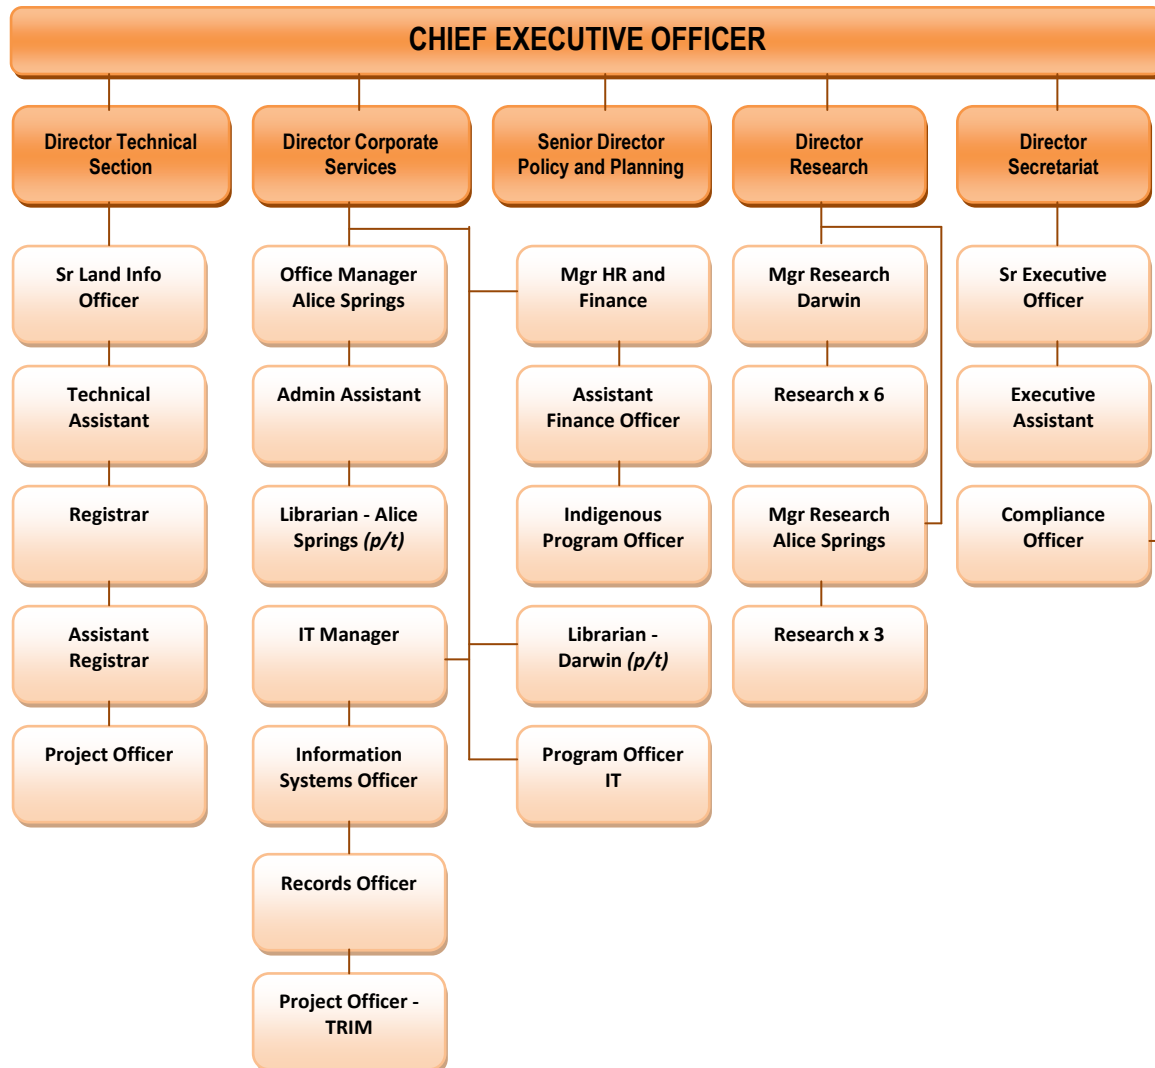 CHIEF EXECUTIVE OFFICER
Director Technical
Section
Director Corporate
Services
Senior Director
Policy and Planning
Director
Research
Director
Secretariat
Sr Land Info
Officer
Office Manager
Alice Springs
Mgr HR and
Finance
Mgr Research
Darwin
Sr Executive
Officer
Technical
Assistant
Admin Assistant
Assistant
Finance Officer
Research x 6
Executive
Assistant
Registrar
Librarian - Alice
Springs (p/t)
Indigenous
Program Officer
Mgr Research
Alice Springs
Compliance
Officer
Assistant
Registrar
IT Manager
Librarian -
Darwin (p/t)
Research x 3
Project Officer
Information
Systems Officer
Program Officer
IT
Records Officer
Project Officer -
TRIM